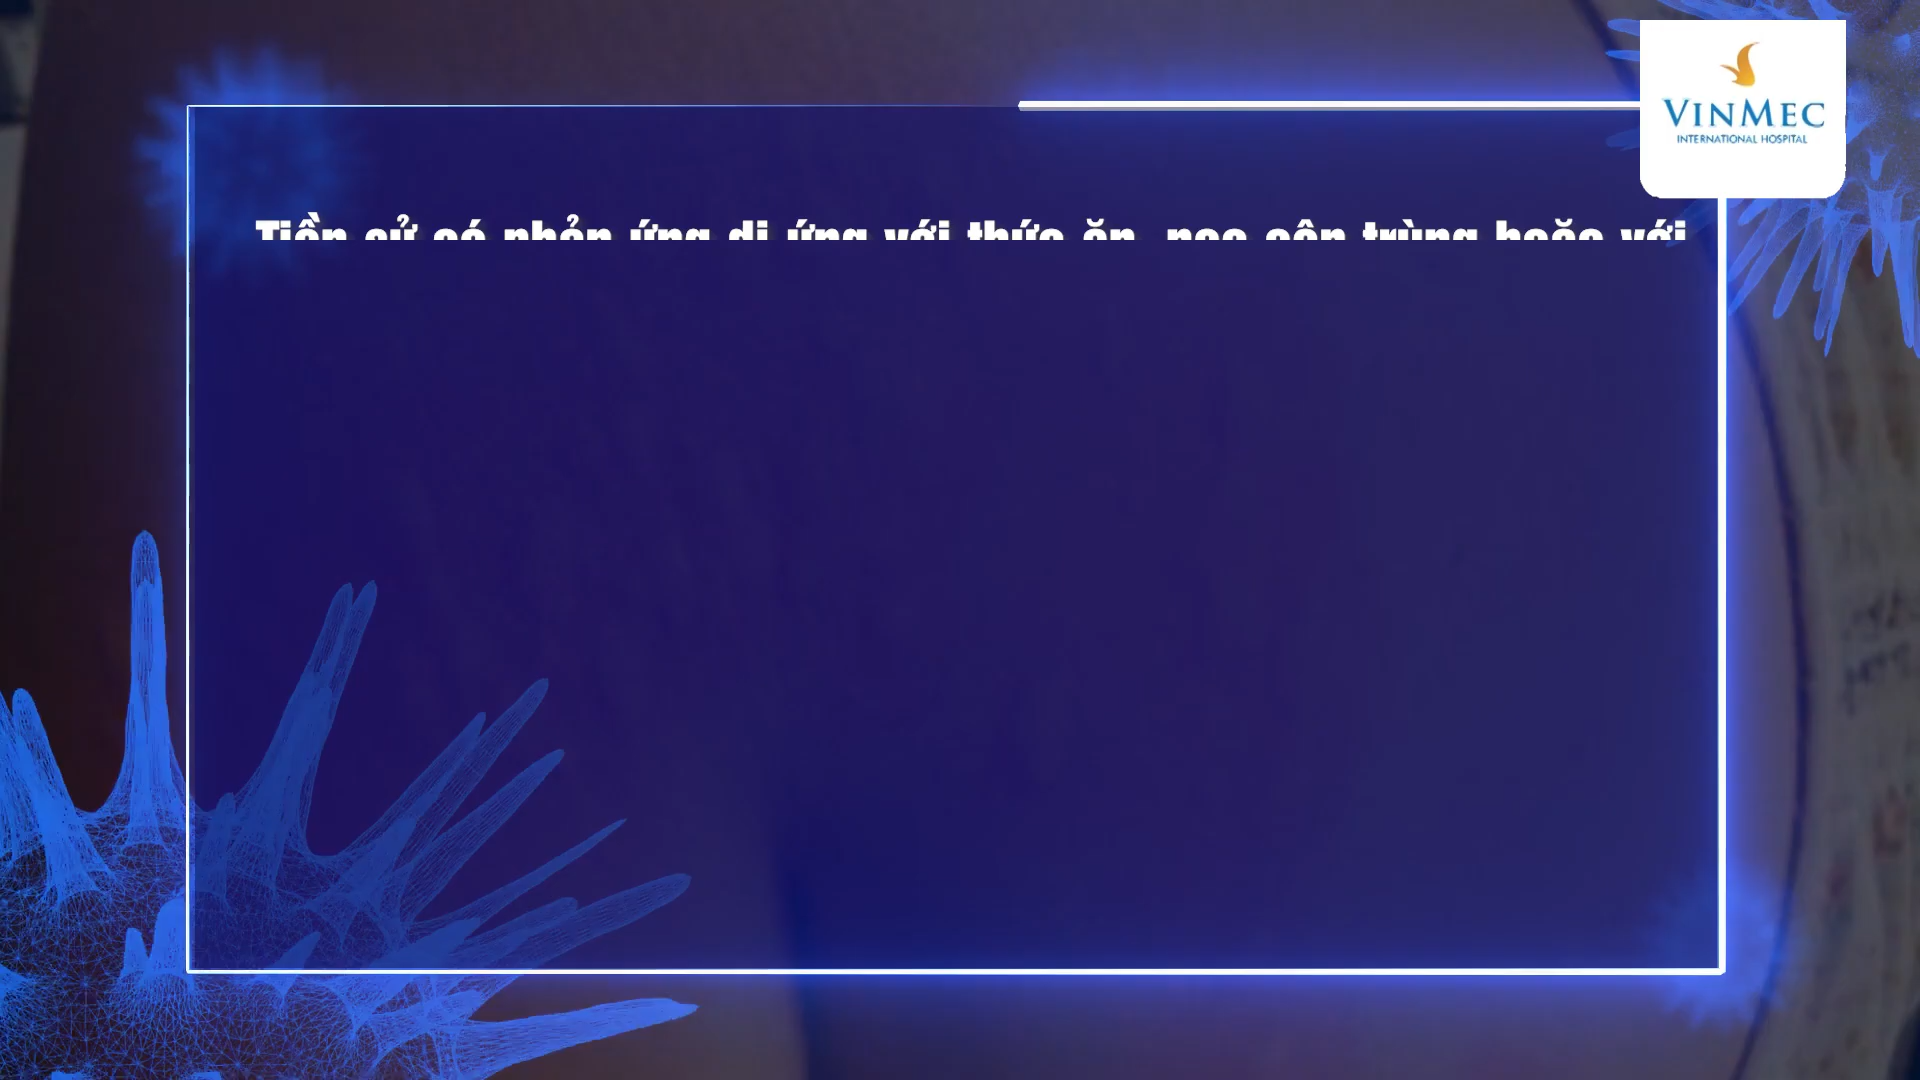 VINMEC
INTERNATIONAL HOSPITAL
Tiền sử có phản ứng dị ứng với thức ăn, nọc côn trùng hoặc với